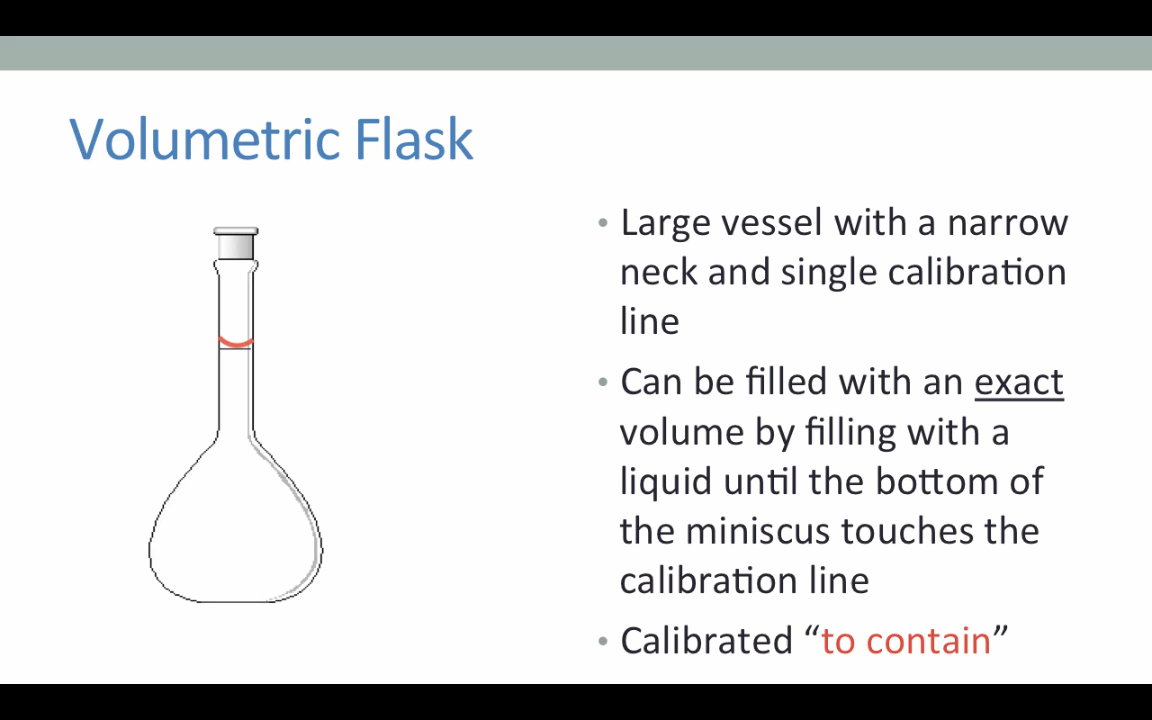 Volumetric Flask
• Large vessel with a narrow
neck and single calibration
line
• Can be filled with an exact
volume by filling with a
liquid until the bottom of
the miniscus touches the
calibration line
• Calibrated “to contain”